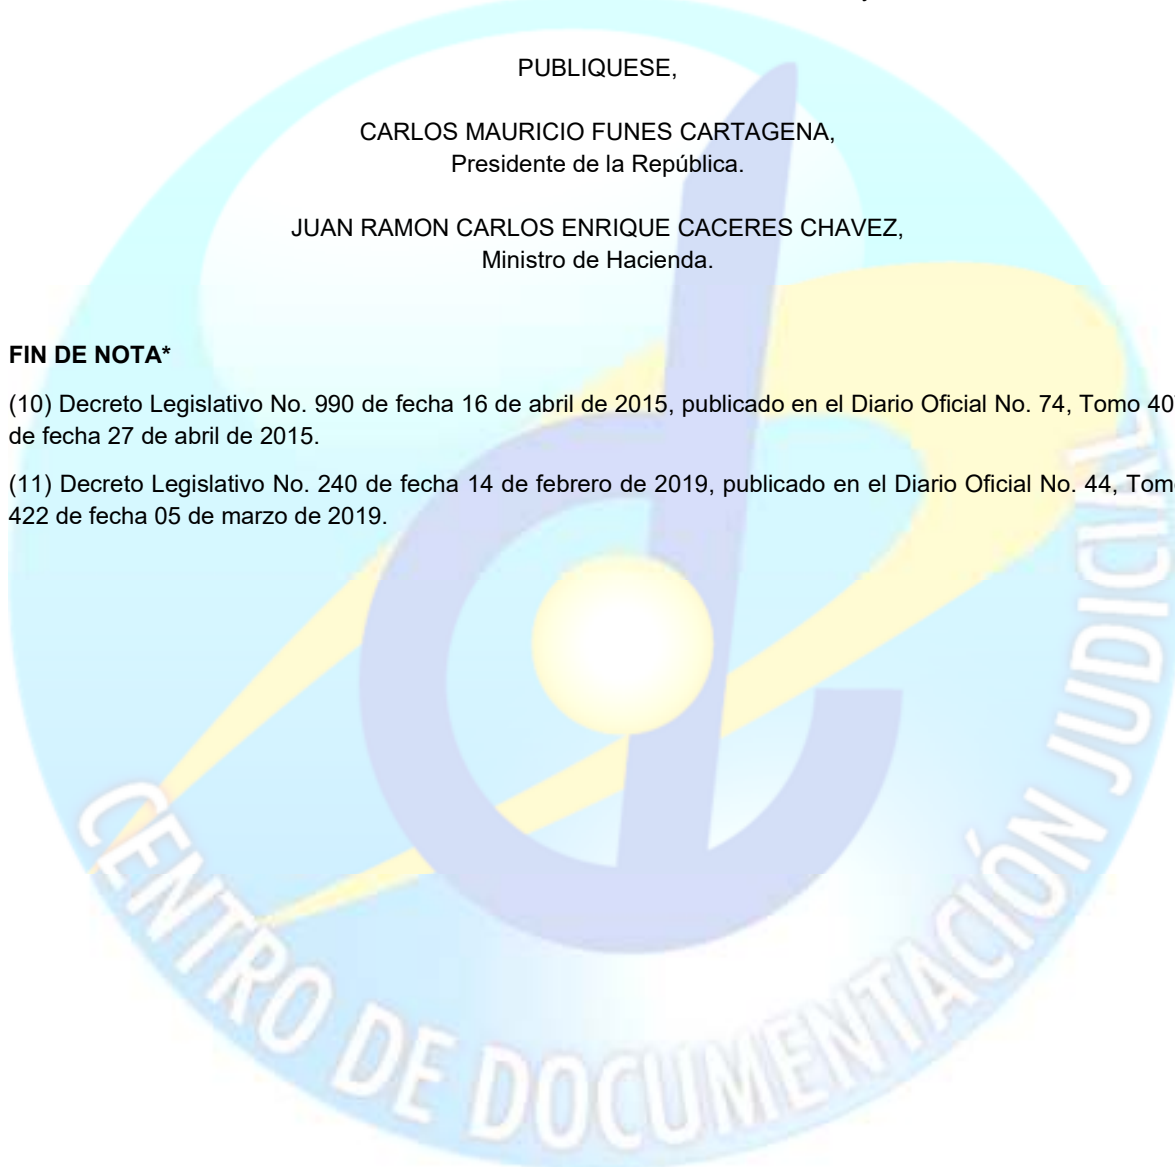 PUBLIQUESE,
CARLOS MAURICIO FUNES CARTAGENA,
Presidente de la República.
JUAN RAMON CARLOS ENRIQUE CACERES CHAVEZ,
Ministro de Hacienda.
FIN DE NOTA*
(10) Decreto Legislativo No. 990 de fecha 16 de abril de 2015, publicado en el Diario Oficial No. 74, Tomo
de fecha 27 de abril de 2015.
(11) Decreto Legislativo No. 240 de fecha 14 de febrero de 2019, publicado en el Diario Oficial No. 44,
422 de fecha 05 de marzo de 2019.
CENTRO DE DOCUMENTACIÓN JUDICIAL